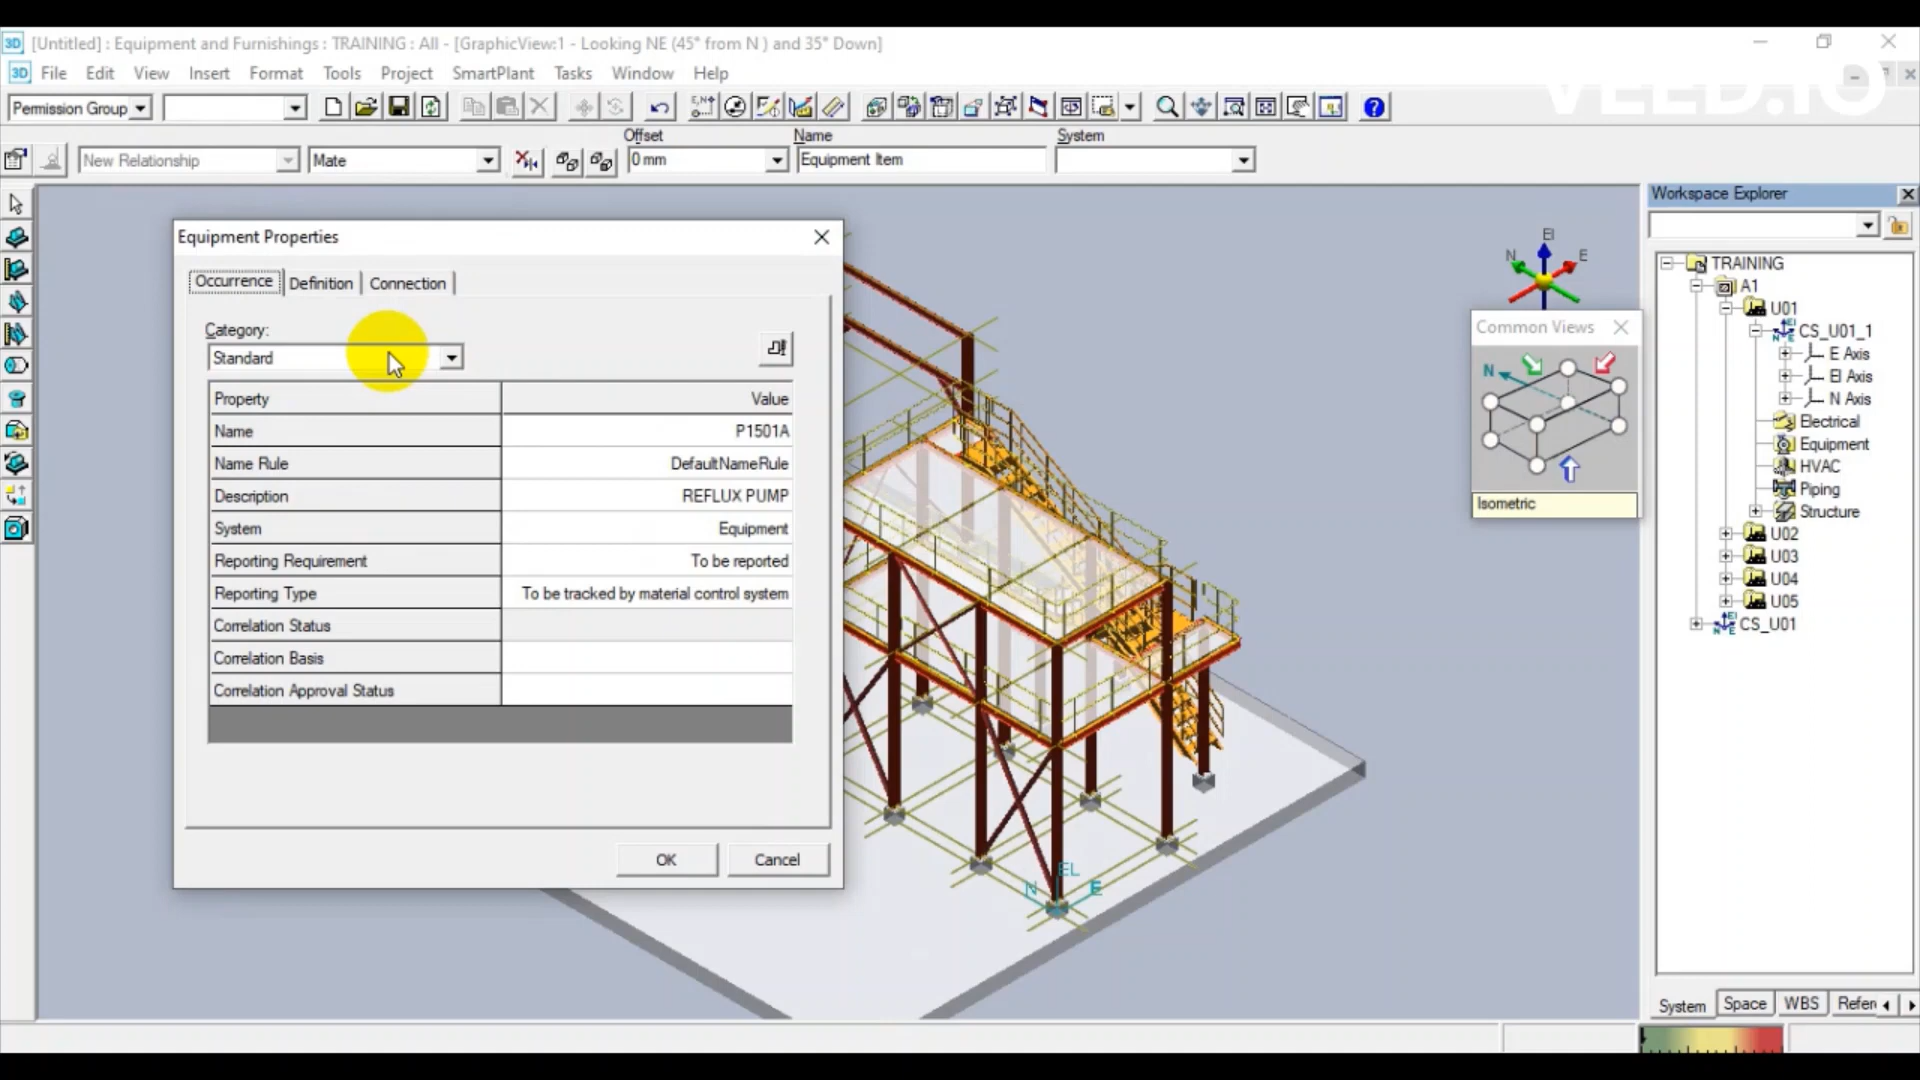 [Untitled] : Equipment and Furnishings : TRAINING : All - [GraphicView:1 - Looking NE (45° from N ) and 35° Down]
File Edit View Insert Format Tools Project SmartPlant Tasks Window Help
VEED.IO
Permission Group
Offset Name System
New Relationship Mate 0 mm Equipment Item
Workspace Explorer
Equipment Properties
Occurrence Definition Connection
Category:
Standard
Property Value
Name P1501A
Name Rule DefaultNameRule
Description REFLUX PUMP
System Equipment
Reporting Requirement To be reported
Reporting Type To be tracked by material control system
Correlation Status
Correlation Basis
Correlation Approval Status
OK Cancel
El
N E
Common Views
N
Isometric
EL
N E
TRAINING
A1
U01
CS_U01_1
E Axis
El Axis
N Axis
Electrical
Equipment
HVAC
Piping
Structure
U02
U03
U04
U05
CS_U01
System Space WBS Refer